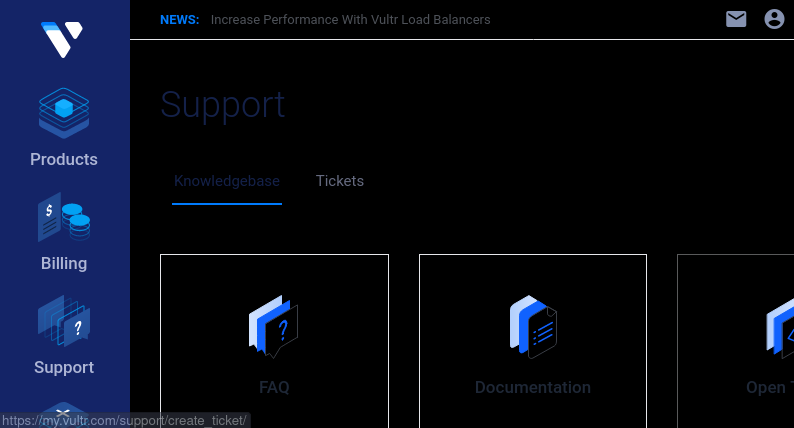 NEWS: Increase Performance With Vultr Load Balancers
Support
Knowledgebase Tickets
Products
$
Billing
?
Support
?
FAQ
Documentation
Open
https://my.vultr.com/support/create_ticket/